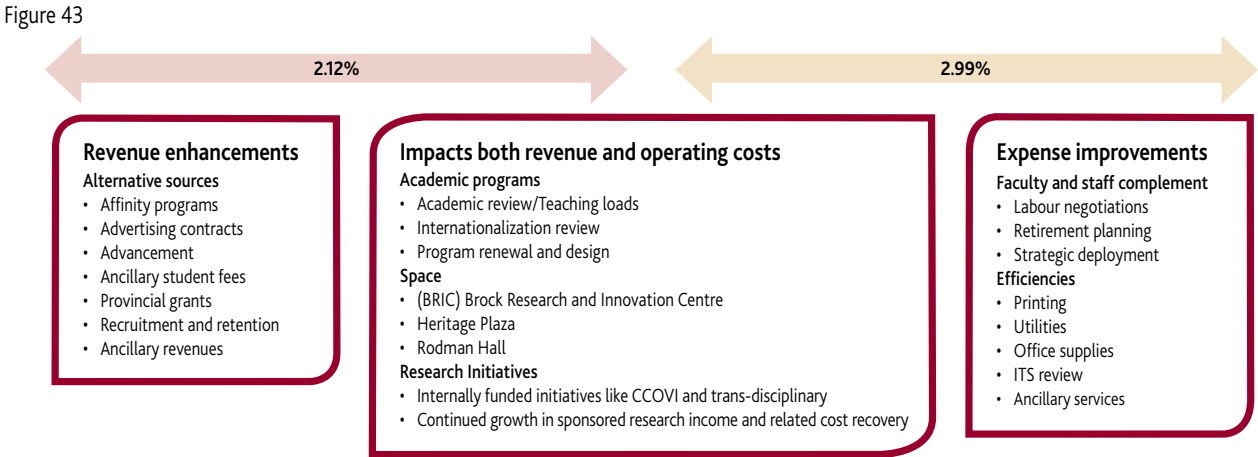 Figure 43
2.12%
2.99%
Revenue enhancements
Alternative sources
• Affinity programs
• Advertising contracts
• Advancement
• Ancillary student fees
• Provincial grants
• Recruitment and retention
• Ancillary revenues
Impacts both revenue and operating costs
Academic programs
• Academic review/Teaching loads
• Internationalization review
• Program renewal and design
Space
• (BRIC) Brock Research and Innovation Centre
• Heritage Plaza
• Rodman Hall
Research Initiatives
• Internally funded initiatives like CCOVI and trans-disciplinary
• Continued growth in sponsored research income and related cost recovery
Expense improvements
Faculty and staff complement
• Labour negotiations
• Retirement planning
• Strategic deployment
Efficiencies
• Printing
• Utilities
• Office supplies
• ITS review
• Ancillary services